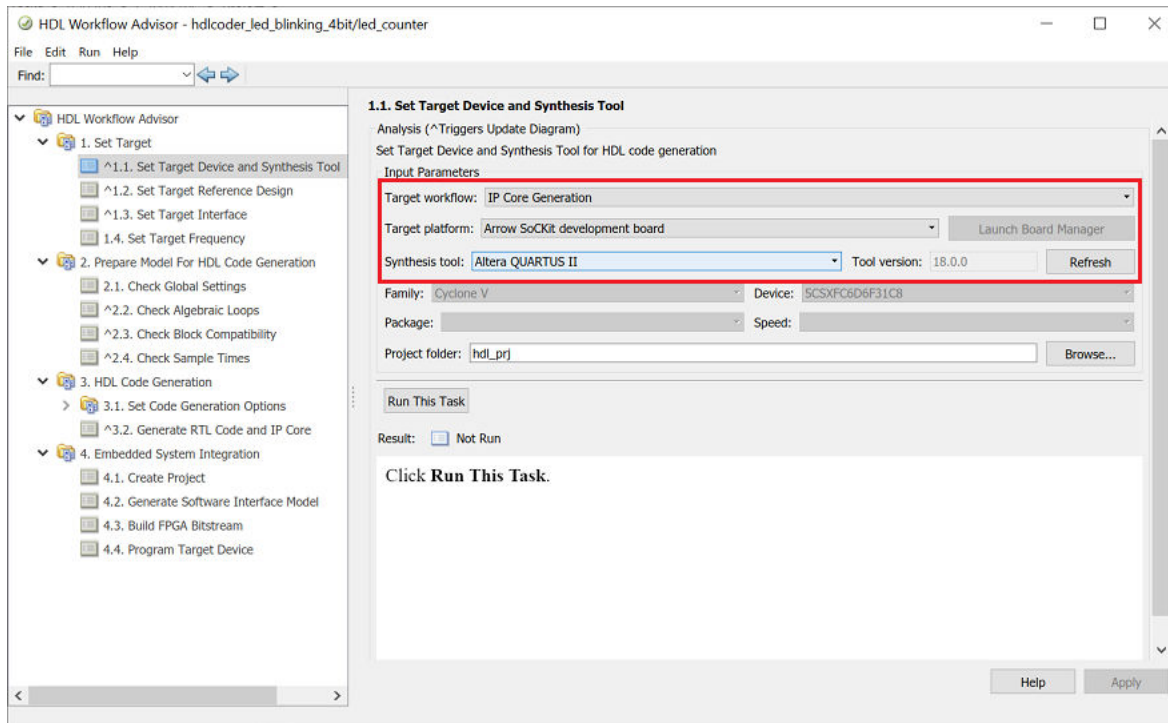 HDL Workflow Advisor - hdlcoder_led_blinking_4bit/led_counter
File Edit Run Help
Find:
HDL Workflow Advisor
1. Set Target
^1.1. Set Target Device and Synthesis Tool
^1.2. Set Target Reference Design
^1.3. Set Target Interface
1.4. Set Target Frequency
2. Prepare Model For HDL Code Generation
2.1. Check Global Settings
^2.2. Check Algebraic Loops
^2.3. Check Block Compatibility
^2.4. Check Sample Times
3. HDL Code Generation
3.1. Set Code Generation Options
^3.2. Generate RTL Code and IP Core
4. Embedded System Integration
4.1. Create Project
4.2. Generate Software Interface Model
4.3. Build FPGA Bitstream
4.4. Program Target Device
1.1. Set Target Device and Synthesis Tool
Analysis (^Triggers Update Diagram)
Set Target Device and Synthesis Tool for HDL code generation
Input Parameters
Target workflow: IP Core Generation
Target platform: Arrow SoCKit development board Launch Board Manager
Synthesis tool: Altera QUARTUS II Tool version: 18.0.0 Refresh
Family: Cyclone V Device: 5CSXFC6D6F31C8
Package: Speed:
Project folder: hdl_prj Browse...
Run This Task
Result: Not Run
Click Run This Task.
Help Apply